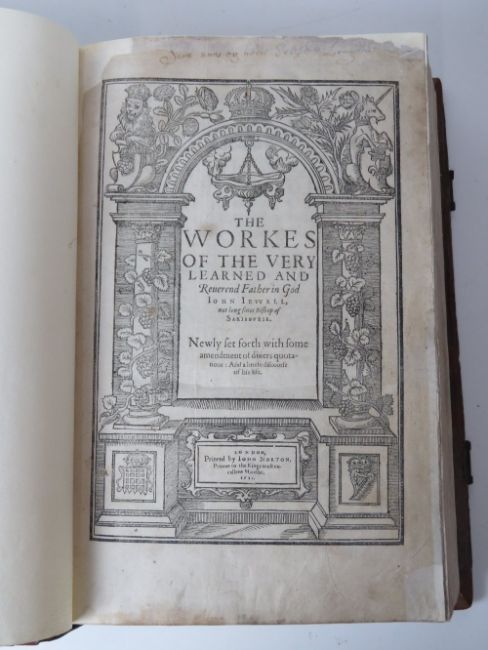 THE
WORKES
OF THE VERY
LEARNED AND
Reuerend Father in God
IOHN IEWELL,
not long since Bishop of
SARISBVRIE.
Newly set forth with some
amendment of diuers quota-
tions: And a briefe discourse
of his life.
LONDON,
Printed by IOHN NORTON,
Printer to the Kings most ex-
cellent Maiestie.
1611.